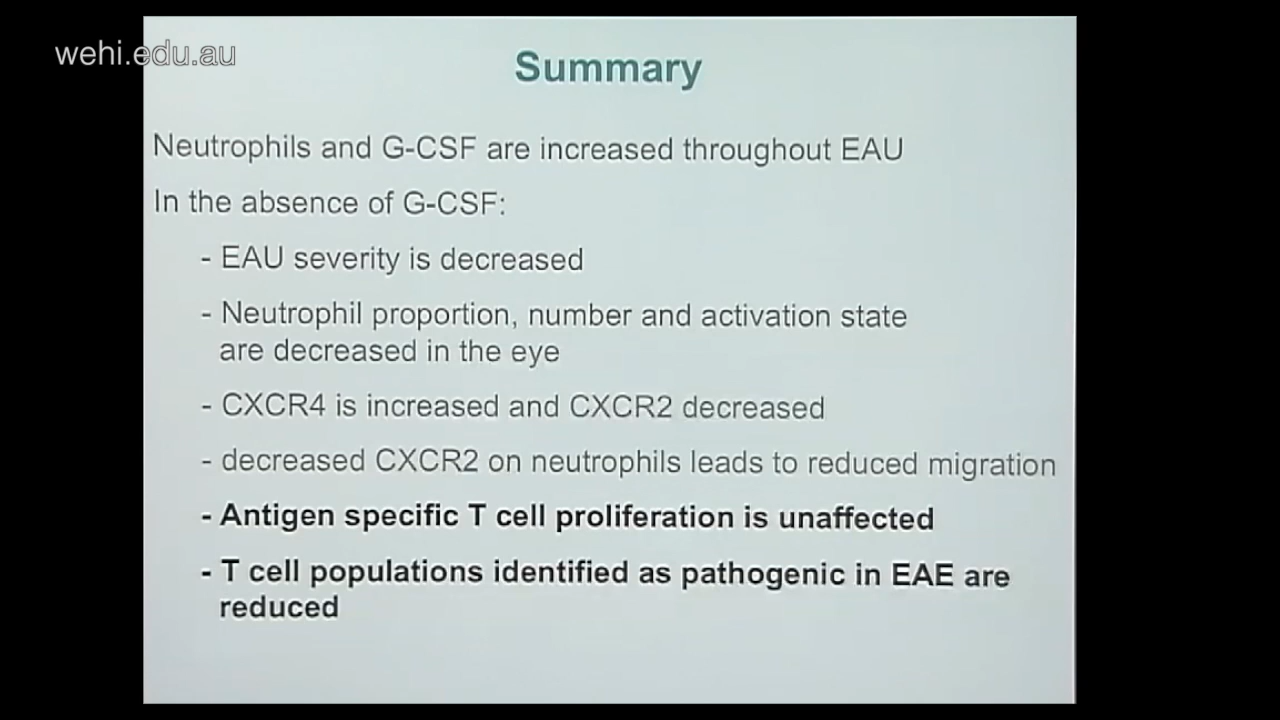 wehi.edu.au
Summary
Neutrophils and G-CSF are increased throughout EAU
In the absence of G-CSF:
- EAU severity is decreased
- Neutrophil proportion, number and activation state
are decreased in the eye
- CXCR4 is increased and CXCR2 decreased
- decreased CXCR2 on neutrophils leads to reduced migration
- Antigen specific T cell proliferation is unaffected
- T cell populations identified as pathogenic in EAE are
reduced